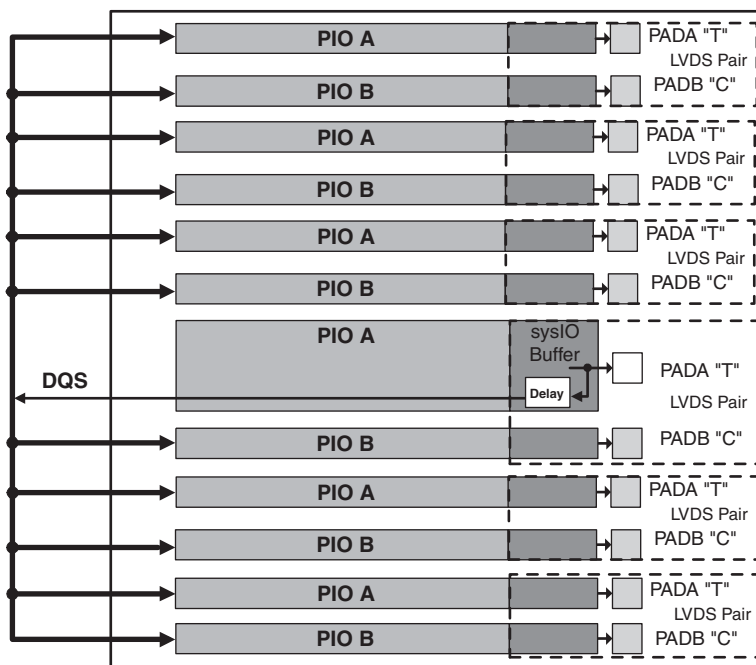 PIO A
PADA "T"
LVDS Pair
PIO B
PADB "C"
PIO A
PADA "T"
LVDS Pair
PIO B
PADB "C"
PIO A
PADA "T"
LVDS Pair
PIO B
PADB "C"
PIO A
sysIO
Buffer
PADA "T"
DQS
Delay
LVDS Pair
PIO B
PADB "C"
PIO A
PADA "T"
LVDS Pair
PIO B
PADB "C"
PIO A
PADA "T"
LVDS Pair
PIO B
PADB "C"